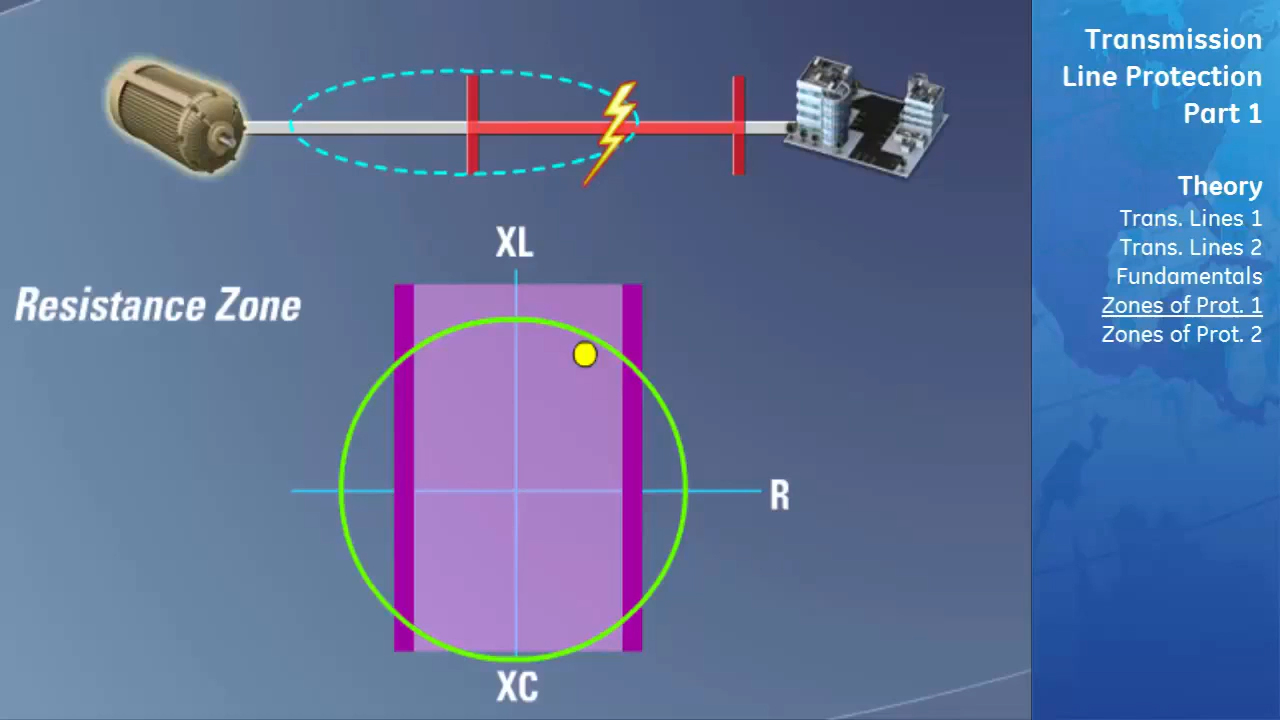 XL
Resistance Zone
R
XC
Transmission
Line Protection
Part 1
Theory
Trans. Lines 1
Trans. Lines 2
Fundamentals
Zones of Prot. 1
Zones of Prot. 2